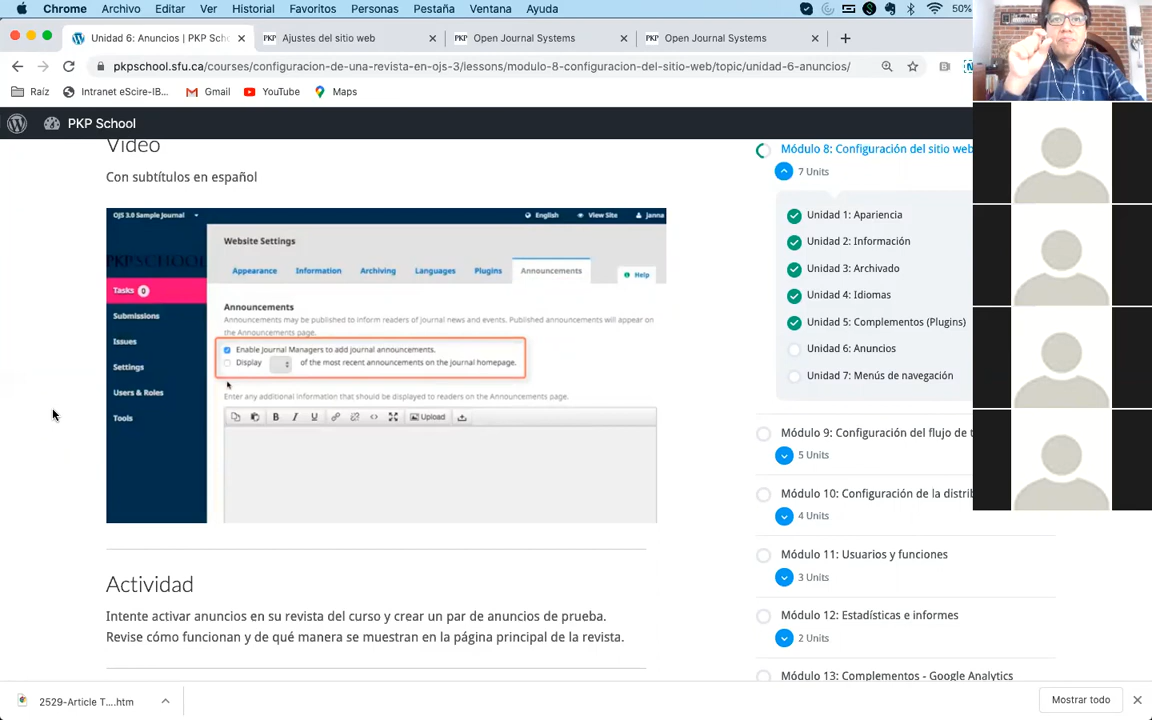 Chrome Archivo Editar Ver Historial Favoritos Personas Pestaña Ventana Ayuda 50%
Unidad 6: Anuncios | PKP Scho Ajustes del sitio web Open Journal Systems Open Journal Systems
pkpschool.sfu.ca/courses/configuracion-de-una-revista-en-ojs-3/lessons/modulo-8-configuracion-del-sitio-web/topic/unidad-6-anuncios/
Raíz Intranet eScire-IB... Gmail YouTube Maps
PKP School
Video
Con subtítulos en español
OJS 3.0 Sample Journal English View Site Janna
Website Settings
PKP SCHOOL
Appearance Information Archiving Languages Plugins Announcements Help
Tasks 0
Submissions
Issues
Settings
Users & Roles
Tools
Announcements
Announcements may be published to inform readers of journal news and events. Published announcements will appear on
the Announcements page.
Enable Journal Managers to add journal announcements.
Display of the most recent announcements on the journal homepage.
Enter any additional information that should be displayed to readers on the Announcements page.
B I U Upload
Actividad
Intente activar anuncios en su revista del curso y crear un par de anuncios de prueba.
Revise cómo funcionan y de qué manera se muestran en la página principal de la revista.
Módulo 8: Configuración del sitio web
7 Units
Unidad 1: Apariencia
Unidad 2: Información
Unidad 3: Archivado
Unidad 4: Idiomas
Unidad 5: Complementos (Plugins)
Unidad 6: Anuncios
Unidad 7: Menús de navegación
Módulo 9: Configuración del flujo de t
5 Units
Módulo 10: Configuración de la distrib
4 Units
Módulo 11: Usuarios y funciones
3 Units
Módulo 12: Estadísticas e informes
2 Units
Módulo 13: Complementos - Google Analytics
2529-Article T....htm
Mostrar todo